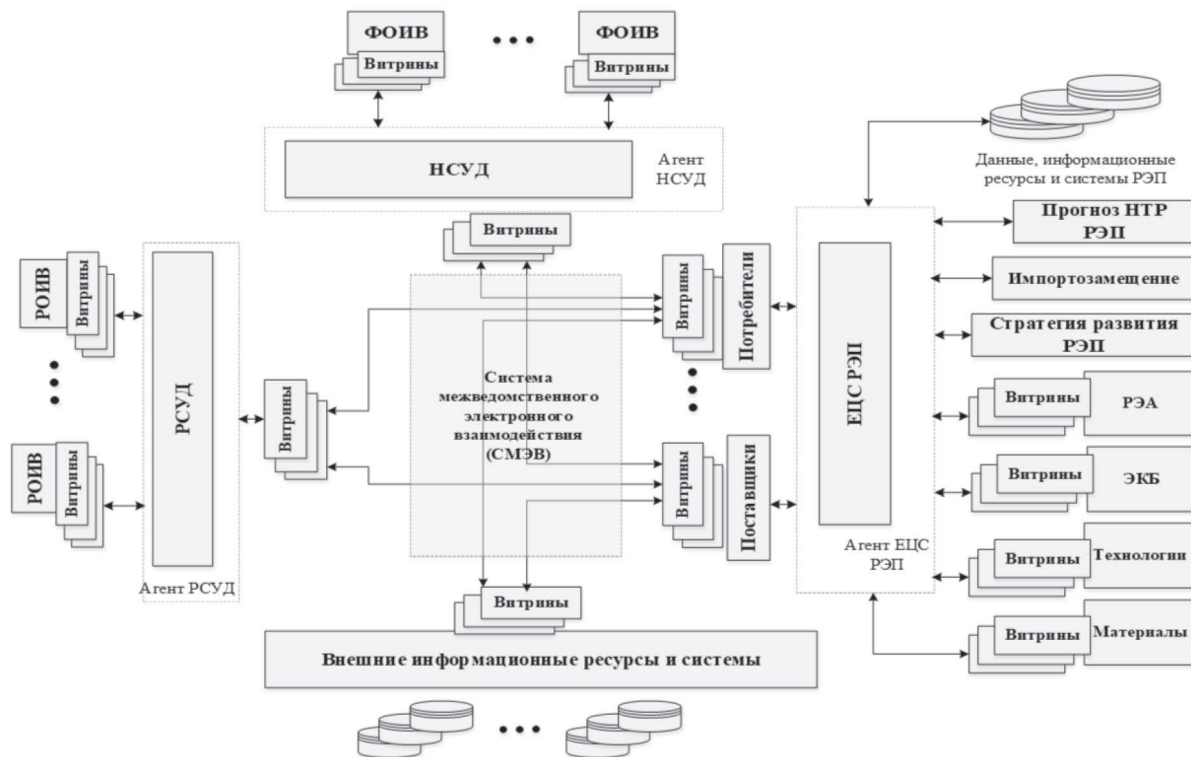 ФОИВ
Витрины
ФОИВ
Витрины
НСУД
Агент
НСУД
Данные, информационные
ресурсы и системы РЭП
Витрины
Прогноз НТР
РЭП
Импортозамещение
Стратегия развития
РЭП
РОИВ
Витрины
РОИВ
Витрины
РСУД
Агент РСУД
Витрины
Система
межведомственного
электронного
взаимодействия
(СМЭВ)
Витрины
Потребители
Витрины
Поставщики
ЕЦС РЭП
Агент ЕЦС
РЭП
Витрины
РЭА
Витрины
ЭКБ
Витрины
Технологии
Витрины
Материалы
Витрины
Внешние информационные ресурсы и системы